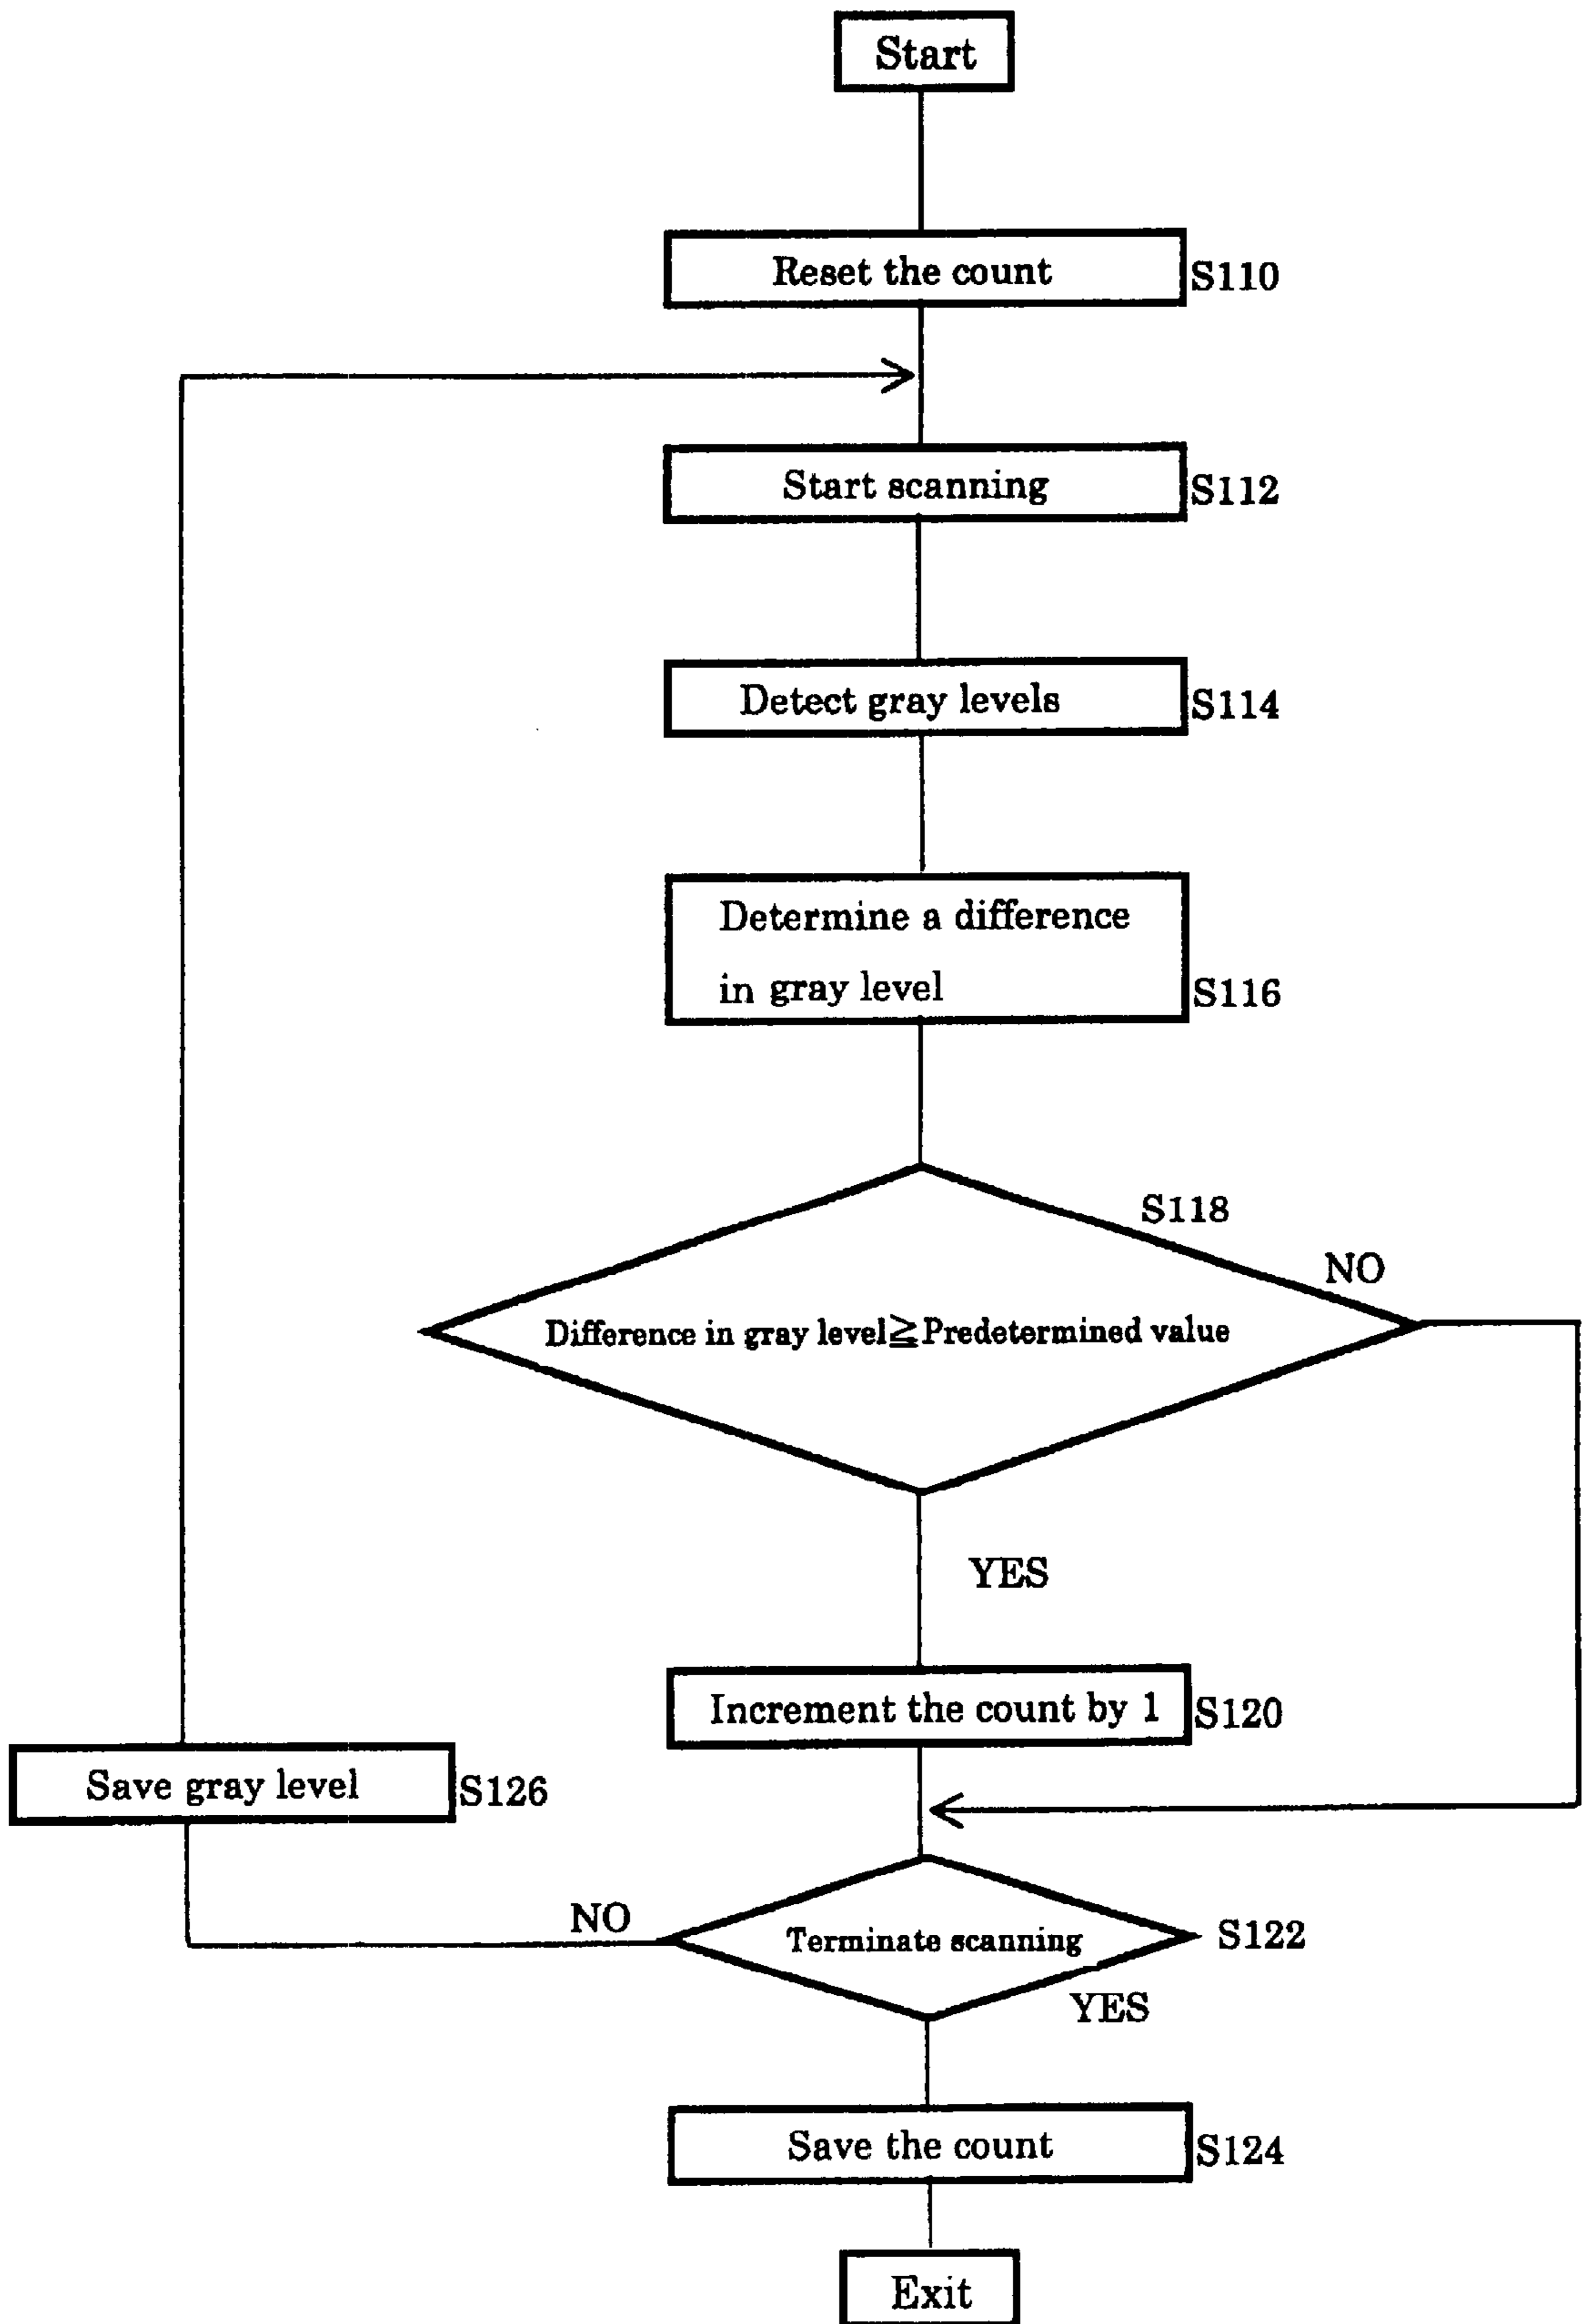 Start
Reset the count
S110
Start scanning
S112
Detect gray levels
S114
Determine a difference
in gray level
S116
S118
NO
Difference in gray level≧Predetermined value
YES
Increment the count by 1
S120
Save gray level
S126
NO
Terminate scanning
S122
YES
Save the count
S124
Exit